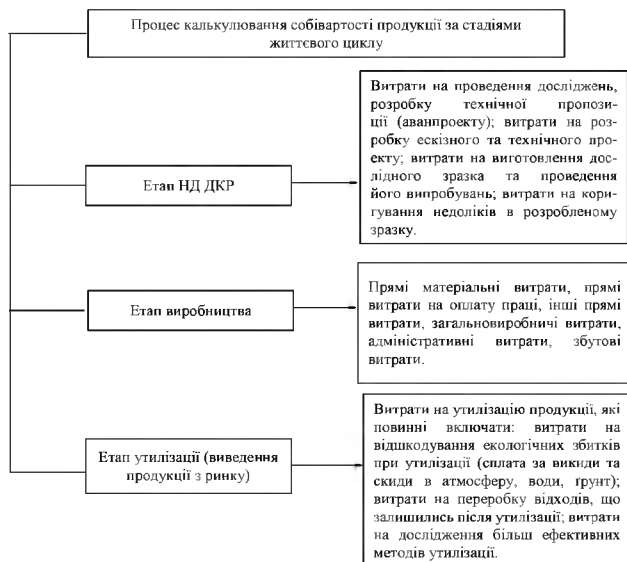 Процес калькулювання собівартості продукції за стадіями
життєвого циклу
Етап НД ДКР
Витрати на проведення досліджень,
розробку технічної пропози-
ції (аванпроекту); витрати на роз-
робку ескізного та технічного про-
екту; витрати на виготовлення дос-
лідного зразка та проведення
його випробувань; витрати на кори-
гування недоліків в розробленому
зразку.
Етап виробництва
Прямі матеріальні витрати, прямі
витрати на оплату праці, інші прямі
витрати, загальновиробничі витрати,
адміністративні витрати, збутові
витрати.
Етап утилізації (виведення
продукції з ринку)
Витрати на утилізацію продукції, які
повинні включати: витрати на
відшкодування екологічних збитків
при утилізації (сплата за викиди та
скиди в атмосферу, води, ґрунт);
витрати на переробку відходів, що
залишились після утилізації; витрати
на дослідження більш ефективних
методів утилізації.